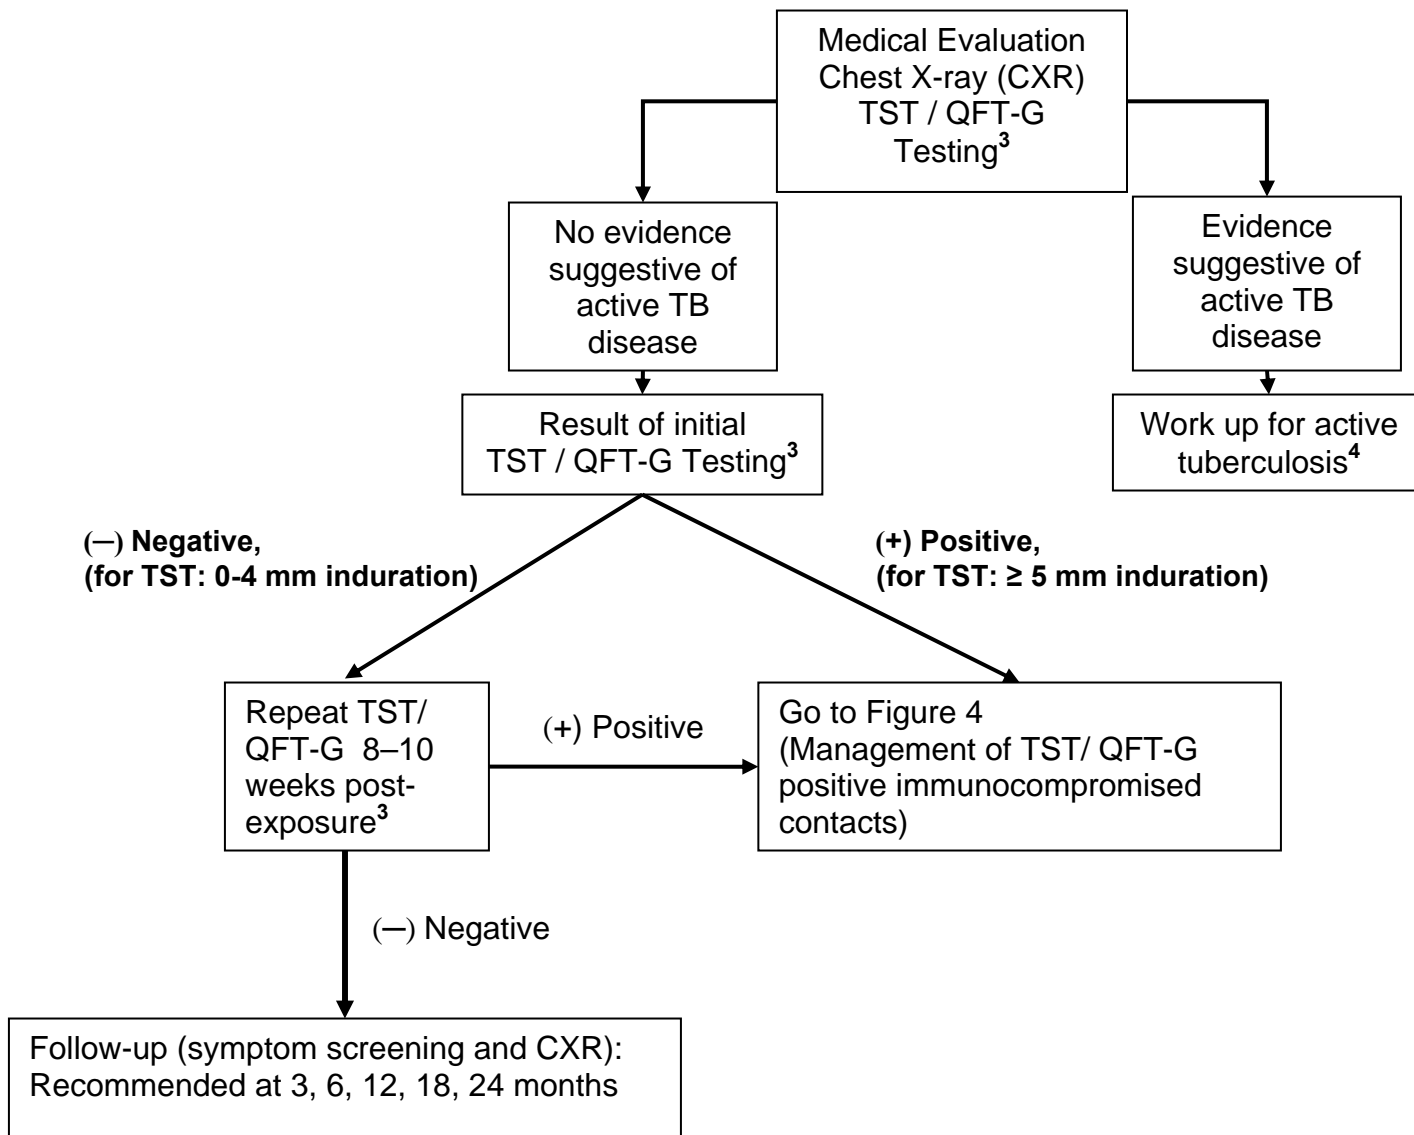 Medical Evaluation
Chest X-ray (CXR)
TST / QFT-G
Testing³
No evidence
suggestive of
active TB
disease
Evidence
suggestive of
active TB
disease
Result of initial
TST / QFT-G Testing³
Work up for active
tuberculosis⁴
(─) Negative,
(for TST: 0-4 mm induration)
(+) Positive,
(for TST: ≥ 5 mm induration)
Repeat TST/
QFT-G  8–10
weeks post-
exposure³
(+) Positive
Go to Figure 4
(Management of TST/ QFT-G
positive immunocompromised
contacts)
(─) Negative
Follow-up (symptom screening and CXR):
Recommended at 3, 6, 12, 18, 24 months